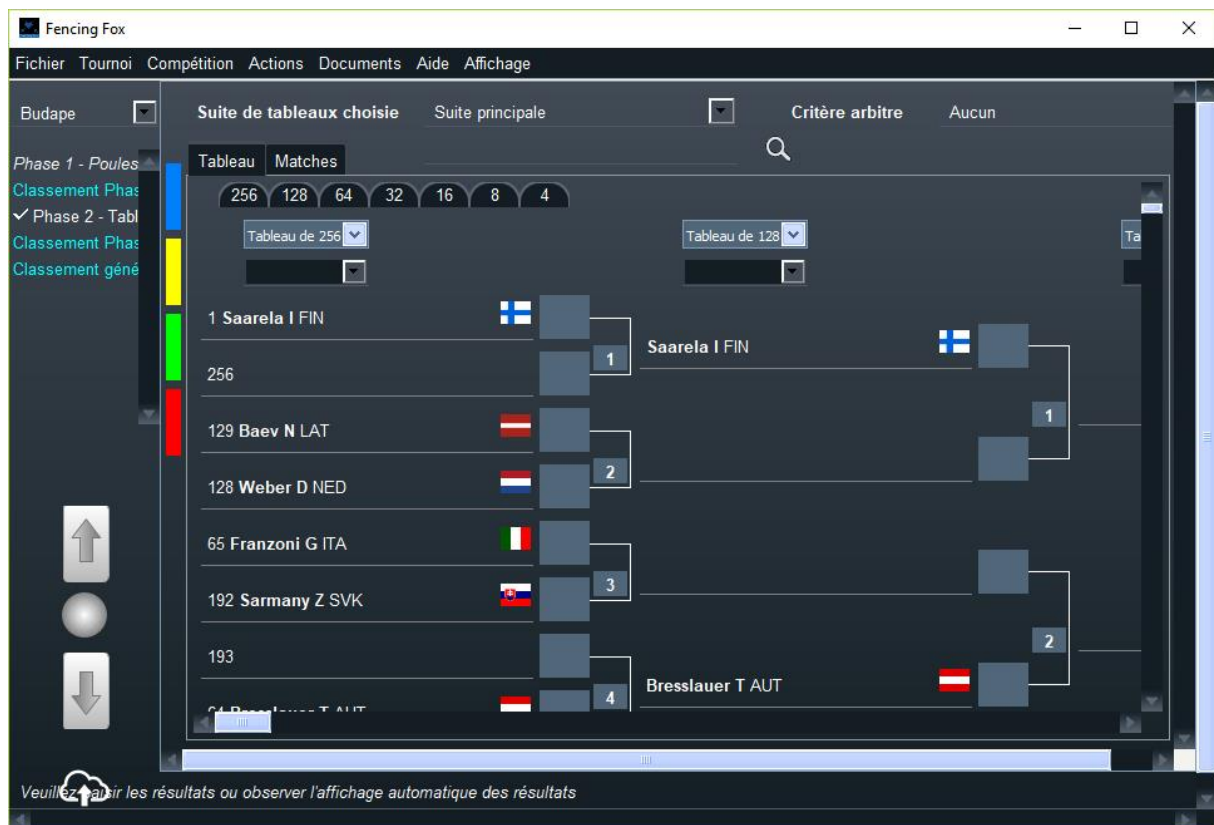 Fencing Fox
Fichier Tournoi Compétition Actions Documents Aide Affichage
Budape
Suite de tableaux choisie Suite principale Critère arbitre Aucun
Phase 1 - Poules
Classement Phas
Phase 2 - Tabl
Classement Phas
Classement géné
Tableau Matches
256 128 64 32 16 8 4
Tableau de 256 Tableau de 128 Ta
1 Saarela I FIN
256
1
Saarela I FIN
129 Baev N LAT
128 Weber D NED
2
1
65 Franzoni G ITA
192 Sarmany Z SVK
3
193
64 Bresslauer T AUT
4
Bresslauer T AUT
2
Veuillez saisir les résultats ou observer l'affichage automatique des résultats